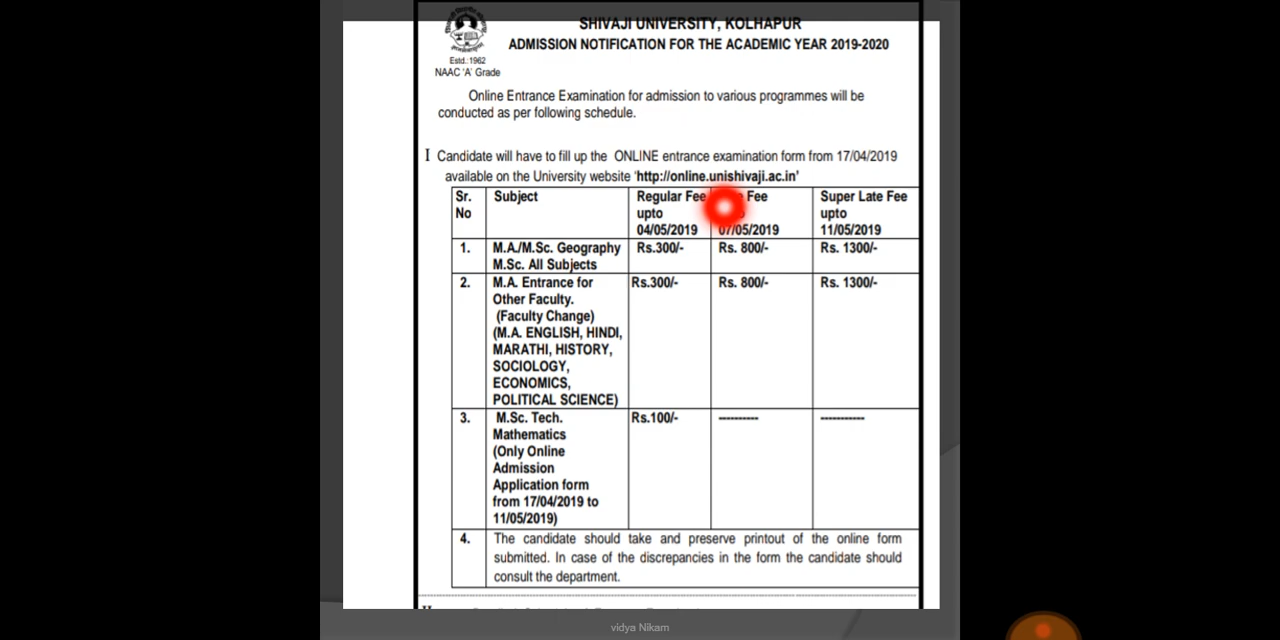 SHIVAJI UNIVERSITY, KOLHAPUR
ADMISSION NOTIFICATION FOR THE ACADEMIC YEAR 2019-2020
Estd.: 1962
NAAC 'A' Grade
Online Entrance Examination for admission to various programmes will be
conducted as per following schedule.
I Candidate will have to fill up the ONLINE entrance examination form from 17/04/2019
available on the University website 'http://online.unishivaji.ac.in'
Sr. No
Subject
Regular Fee upto 04/05/2019
Fee 07/05/2019
Super Late Fee upto 11/05/2019
1.
M.A./M.Sc. Geography
M.Sc. All Subjects
Rs.300/-
Rs. 800/-
Rs. 1300/-
2.
M.A. Entrance for
Other Faculty.
(Faculty Change)
(M.A. ENGLISH, HINDI,
MARATHI, HISTORY,
SOCIOLOGY,
ECONOMICS,
POLITICAL SCIENCE)
Rs.300/-
Rs. 800/-
Rs. 1300/-
3.
M.Sc. Tech.
Mathematics
(Only Online
Admission
Application form
from 17/04/2019 to
11/05/2019)
Rs.100/-
-----------
------------
4.
The candidate should take and preserve printout of the online form
submitted. In case of the discrepancies in the form the candidate should
consult the department.
vidya Nikam